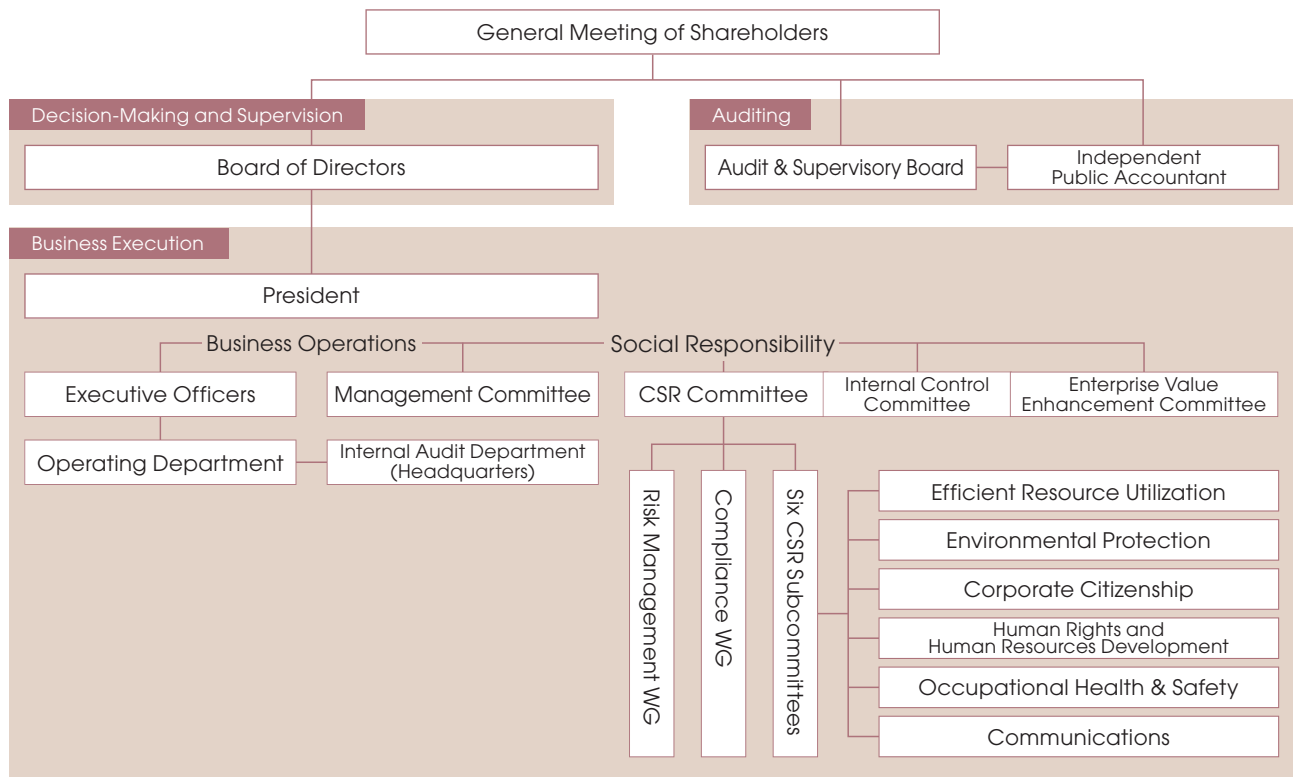 General Meeting of Shareholders
Decision-Making and Supervision
Board of Directors
Auditing
Audit & Supervisory Board
Independent
Public Accountant
Business Execution
President
Business Operations
Social Responsibility
Executive Officers
Management Committee
CSR Committee
Internal Control
Committee
Enterprise Value
Enhancement Committee
Operating Department
Internal Audit Department
(Headquarters)
Risk Management WG
Compliance WG
Six CSR Subcommittees
Efficient Resource Utilization
Environmental Protection
Corporate Citizenship
Human Rights and
Human Resources Development
Occupational Health & Safety
Communications